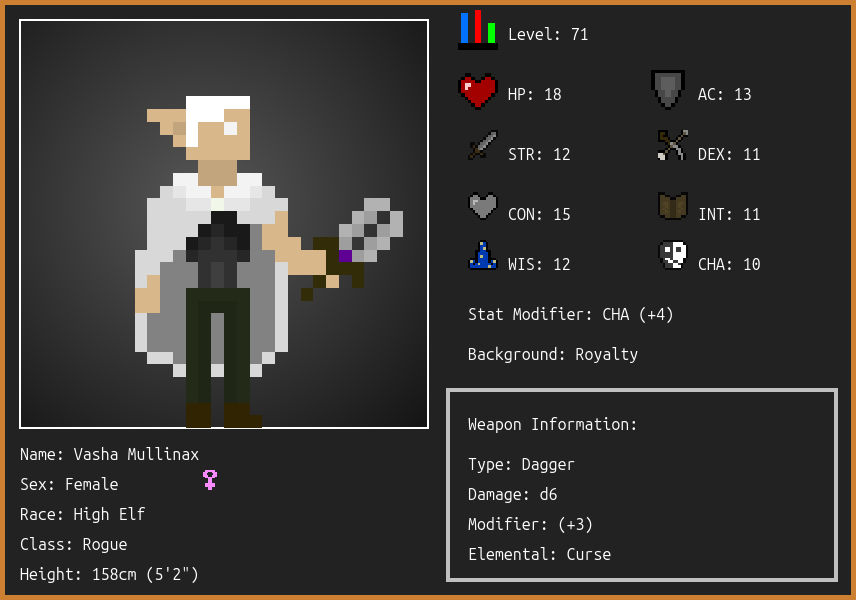 Level: 71
HP: 18
AC: 13
STR: 12
DEX: 11
CON: 15
INT: 11
WIS: 12
CHA: 10
Stat Modifier: CHA (+4)
Background: Royalty
Weapon Information:
Type: Dagger
Damage: d6
Modifier: (+3)
Elemental: Curse
Name: Vasha Mullinax
Sex: Female
Race: High Elf
Class: Rogue
Height: 158cm (5'2")